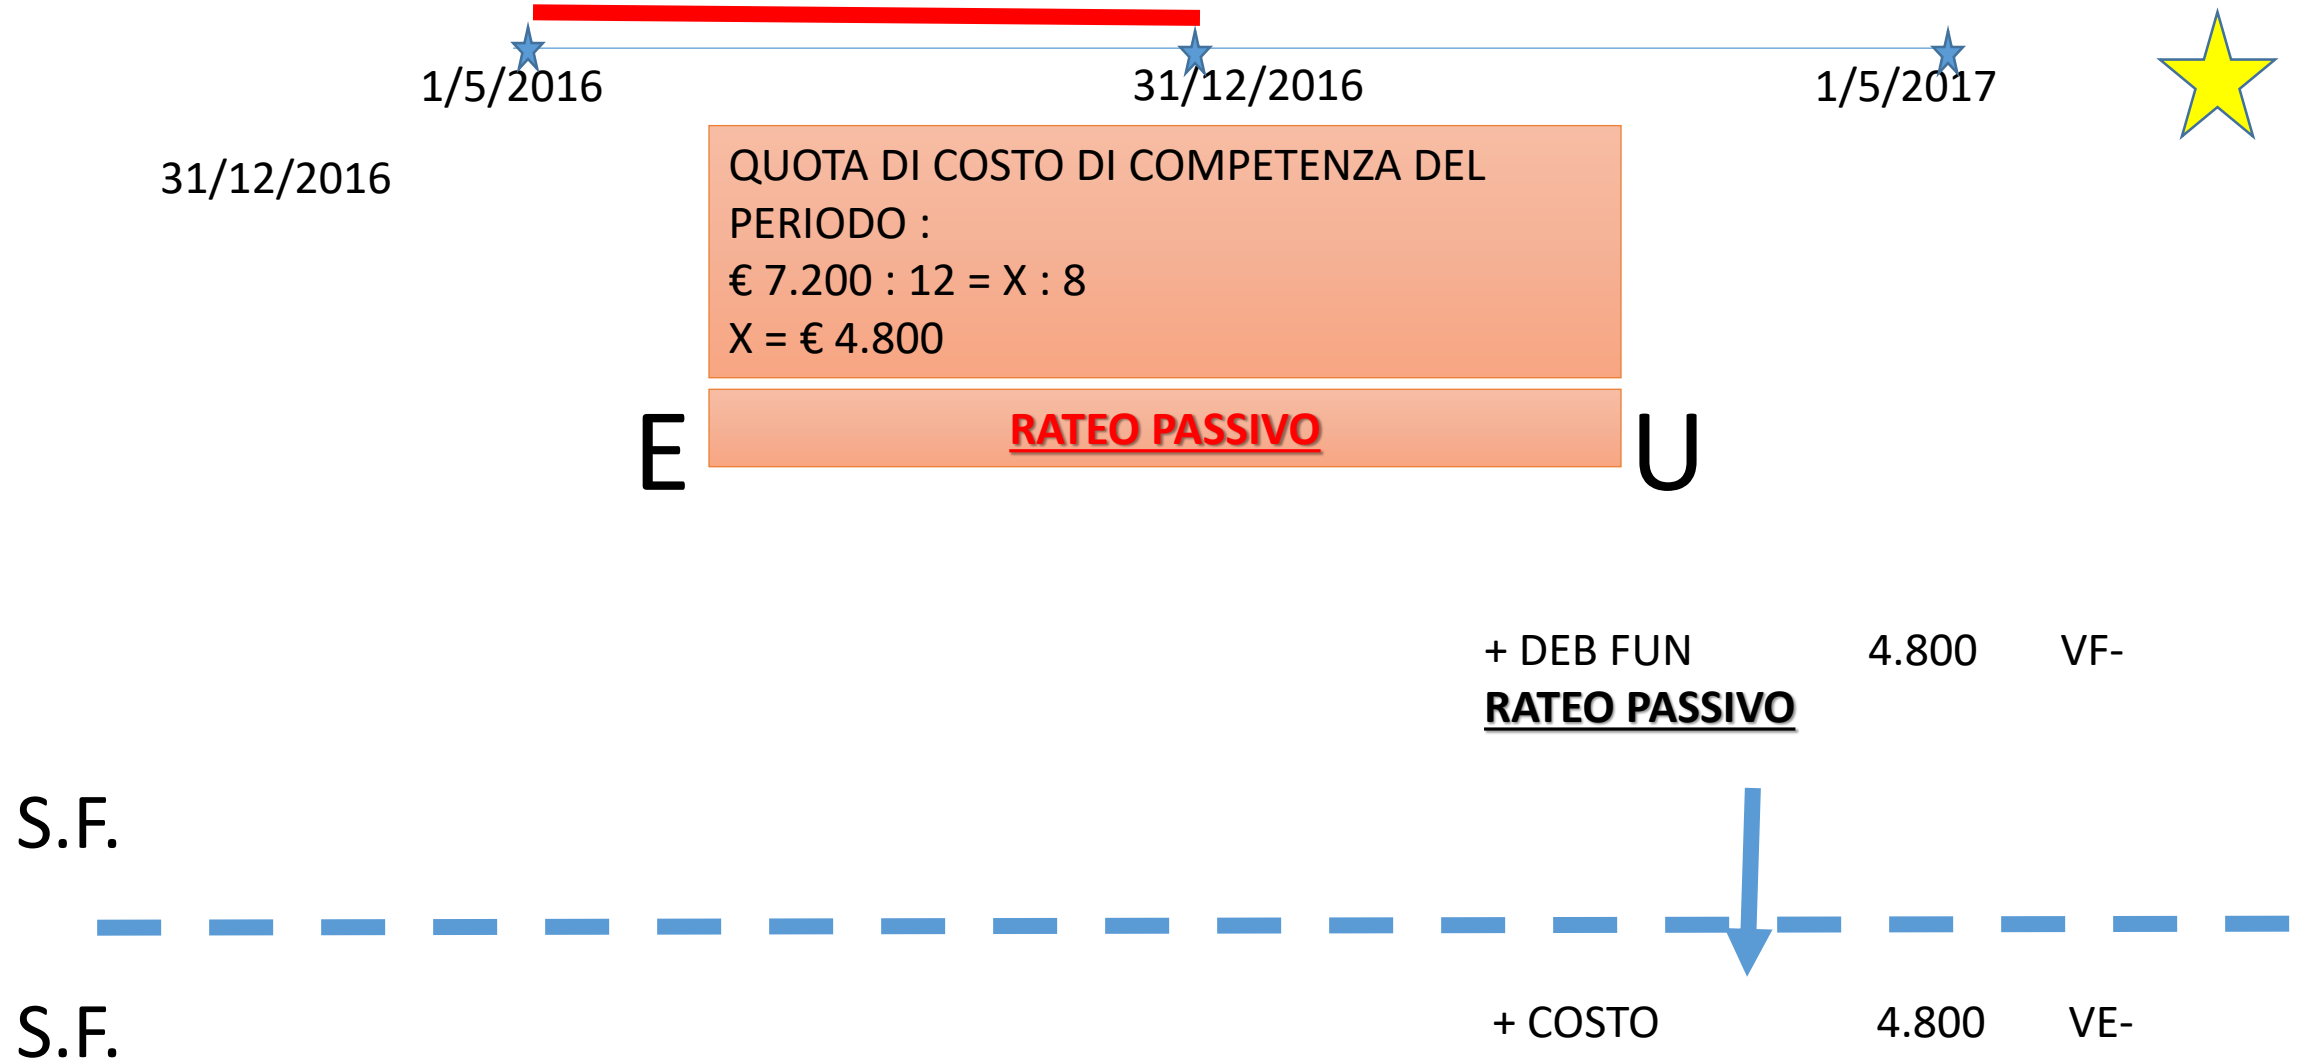 1/5/2016
31/12/2016
1/5/2017
31/12/2016
QUOTA DI COSTO DI COMPETENZA DEL
PERIODO :
€ 7.200 : 12 = X : 8
X = € 4.800
E
RATEO PASSIVO
U
+ DEB FUN 4.800 VF-
RATEO PASSIVO
S.F.
S.F.
+ COSTO 4.800 VE-